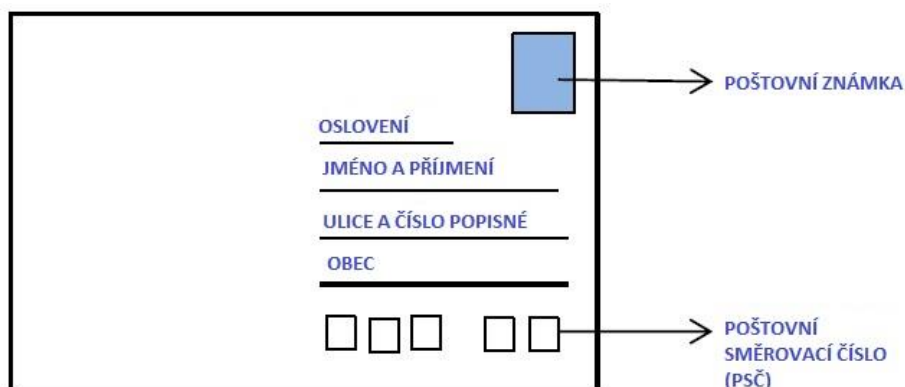 POŠTOVNÍ ZNÁMKA
OSLOVENÍ
JMÉNO A PŘÍJMENÍ
ULICE A ČÍSLO POPISNÉ
OBEC
POŠTOVNÍ
SMĚROVACÍ ČÍSLO
(PSČ)